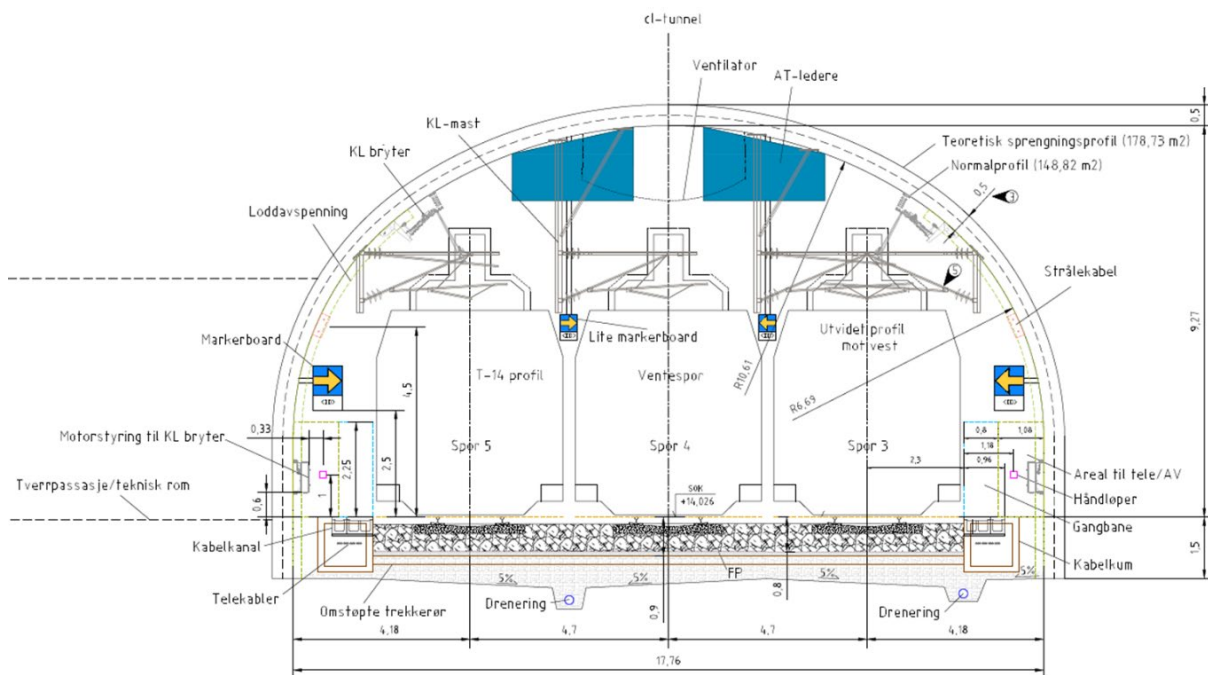 cl-tunnel
Ventilator
AT-ledere
KL-mast
KL bryter
0,5
Teoretisk sprengningsprofil (178,73 m2)
Normalprofil (148,82 m2)
0,5
3
Loddavspenning
5
Strålekabel
9,27
Markerboard
Lite markerboard
Utvidet profil
mot vest
T-14 profil
Ventespor
R10,61
R6,69
4,5
2,5
2,25
0,33
Motorstyring til KL bryter
Spor 5
Spor 4
Spor 3
0,8
1,08
1,18
2,3
0,96
Areal til tele/AV
1
0,6
Tverrpassasje/teknisk rom
SOK
+14,026
Håndløper
Gangbane
Kabelkanal
1,5
Kabelkum
Telekabler
5%
5%
FP
5%
5%
Omstøpte trekkerør
Drenering
0,9
0,8
Drenering
4,18
4,7
4,7
4,18
17,76